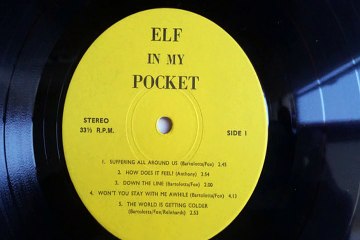 ELF
IN MY
POCKET
STEREO
33⅓ R.P.M.
SIDE 1
1. SUFFERING ALL AROUND US (Bartolotta/Fox) 2.45
2. HOW DOES IT FEEL? (Anthony) 3.54
3. DOWN THE LINE (Bartolotta/Fox) 2:00
4. WON'T YOU STAY WITH ME AWHILE (Bartolotta/Fox) 4.12
5. THE WORLD IS GETTING COLDER
(Bartolotta/Fox/Reinhardt) 2.53